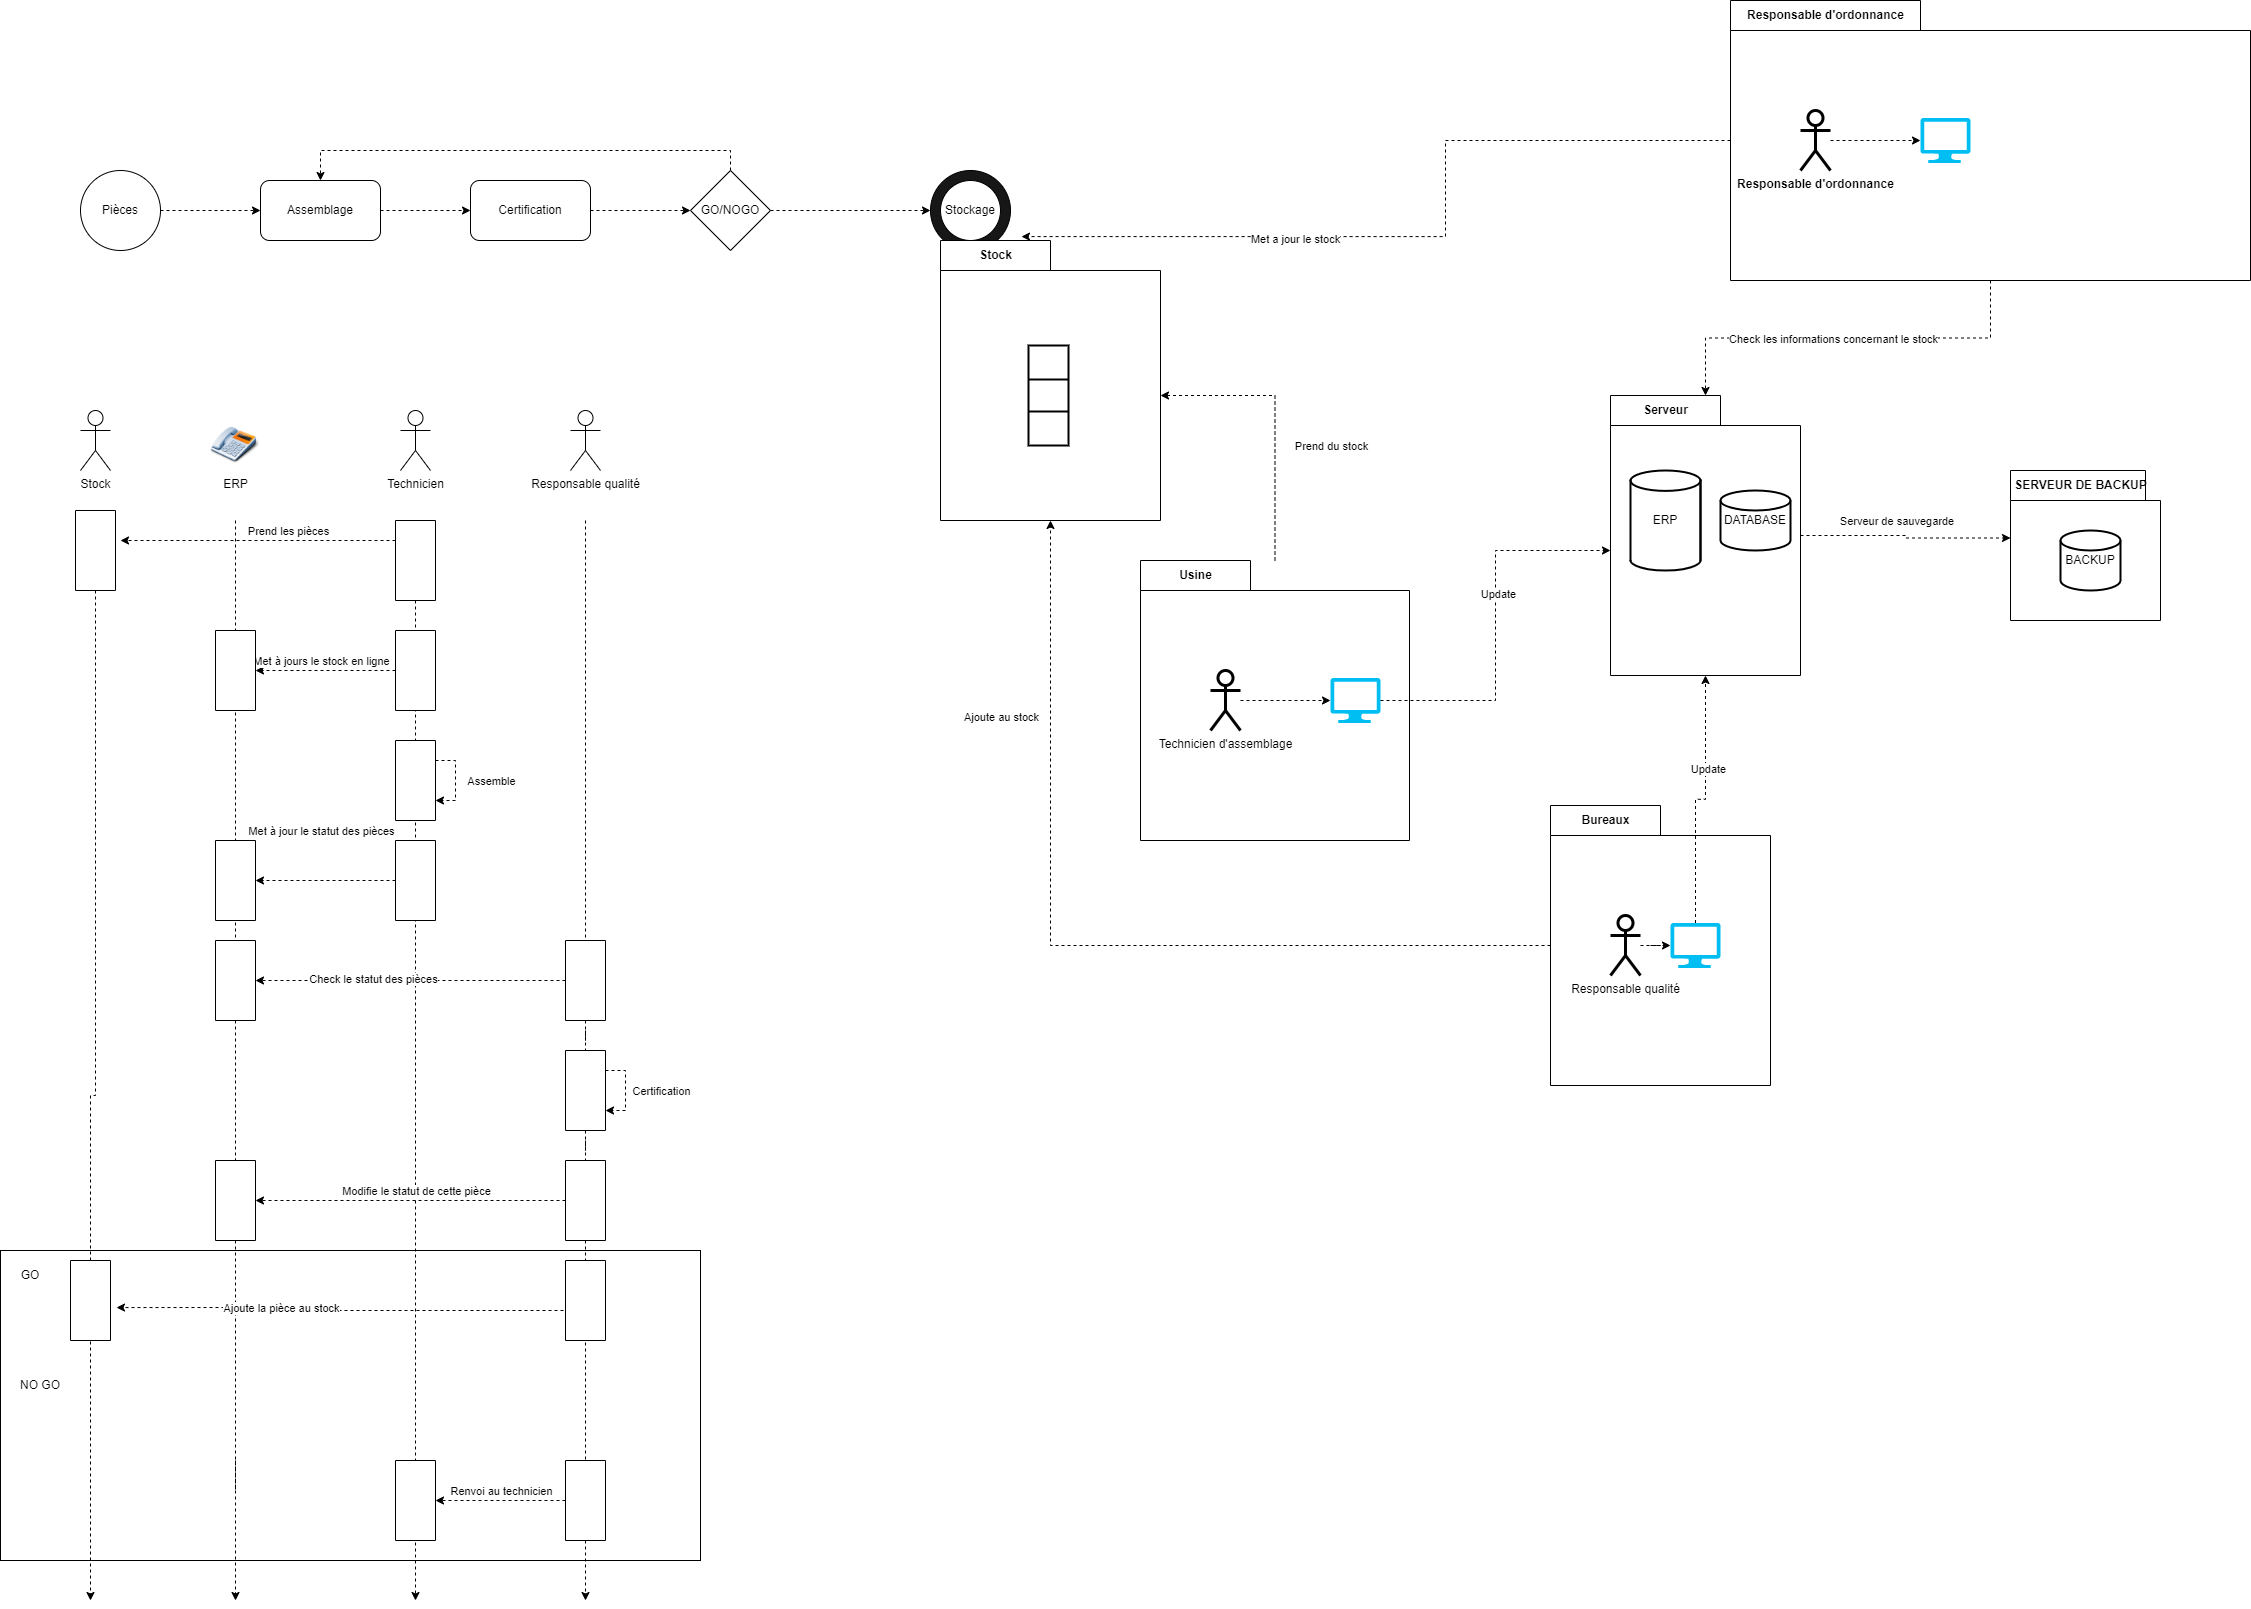 Responsable d'ordonnance
Responsable d'ordonnance
Pièces
Assemblage
Certification
GO/NOGO
Stockage
Met a jour le stock
Stock
Check les informations concernant le stock
Serveur
ERP
DATABASE
Serveur de sauvegarde
SERVEUR DE BACKUP
BACKUP
Prend du stock
Usine
Technicien d'assemblage
Update
Ajoute au stock
Update
Bureaux
Responsable qualité
Stock
ERP
Technicien
Responsable qualité
Prend les pièces
Met à jours le stock en ligne
Assemble
Met à jour le statut des pièces
Check le statut des pièces
Certification
Modifie le statut de cette pièce
GO
Ajoute la pièce au stock
NO GO
Renvoi au technicien